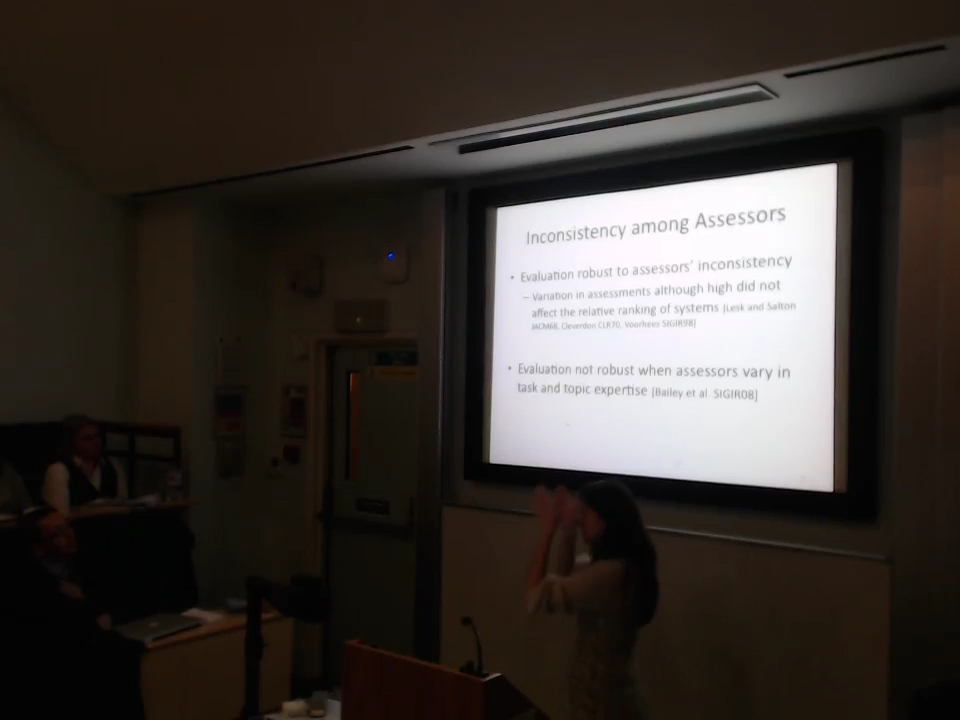 Inconsistency among Assessors
• Evaluation robust to assessors' inconsistency
– Variation in assessments although high did not
affect the relative ranking of systems [Lesk and Salton
JACM68, Cleverdon CLR70, Voorhees SIGIR98]
• Evaluation not robust when assessors vary in
task and topic expertise [Bailey et al. SIGIR08]